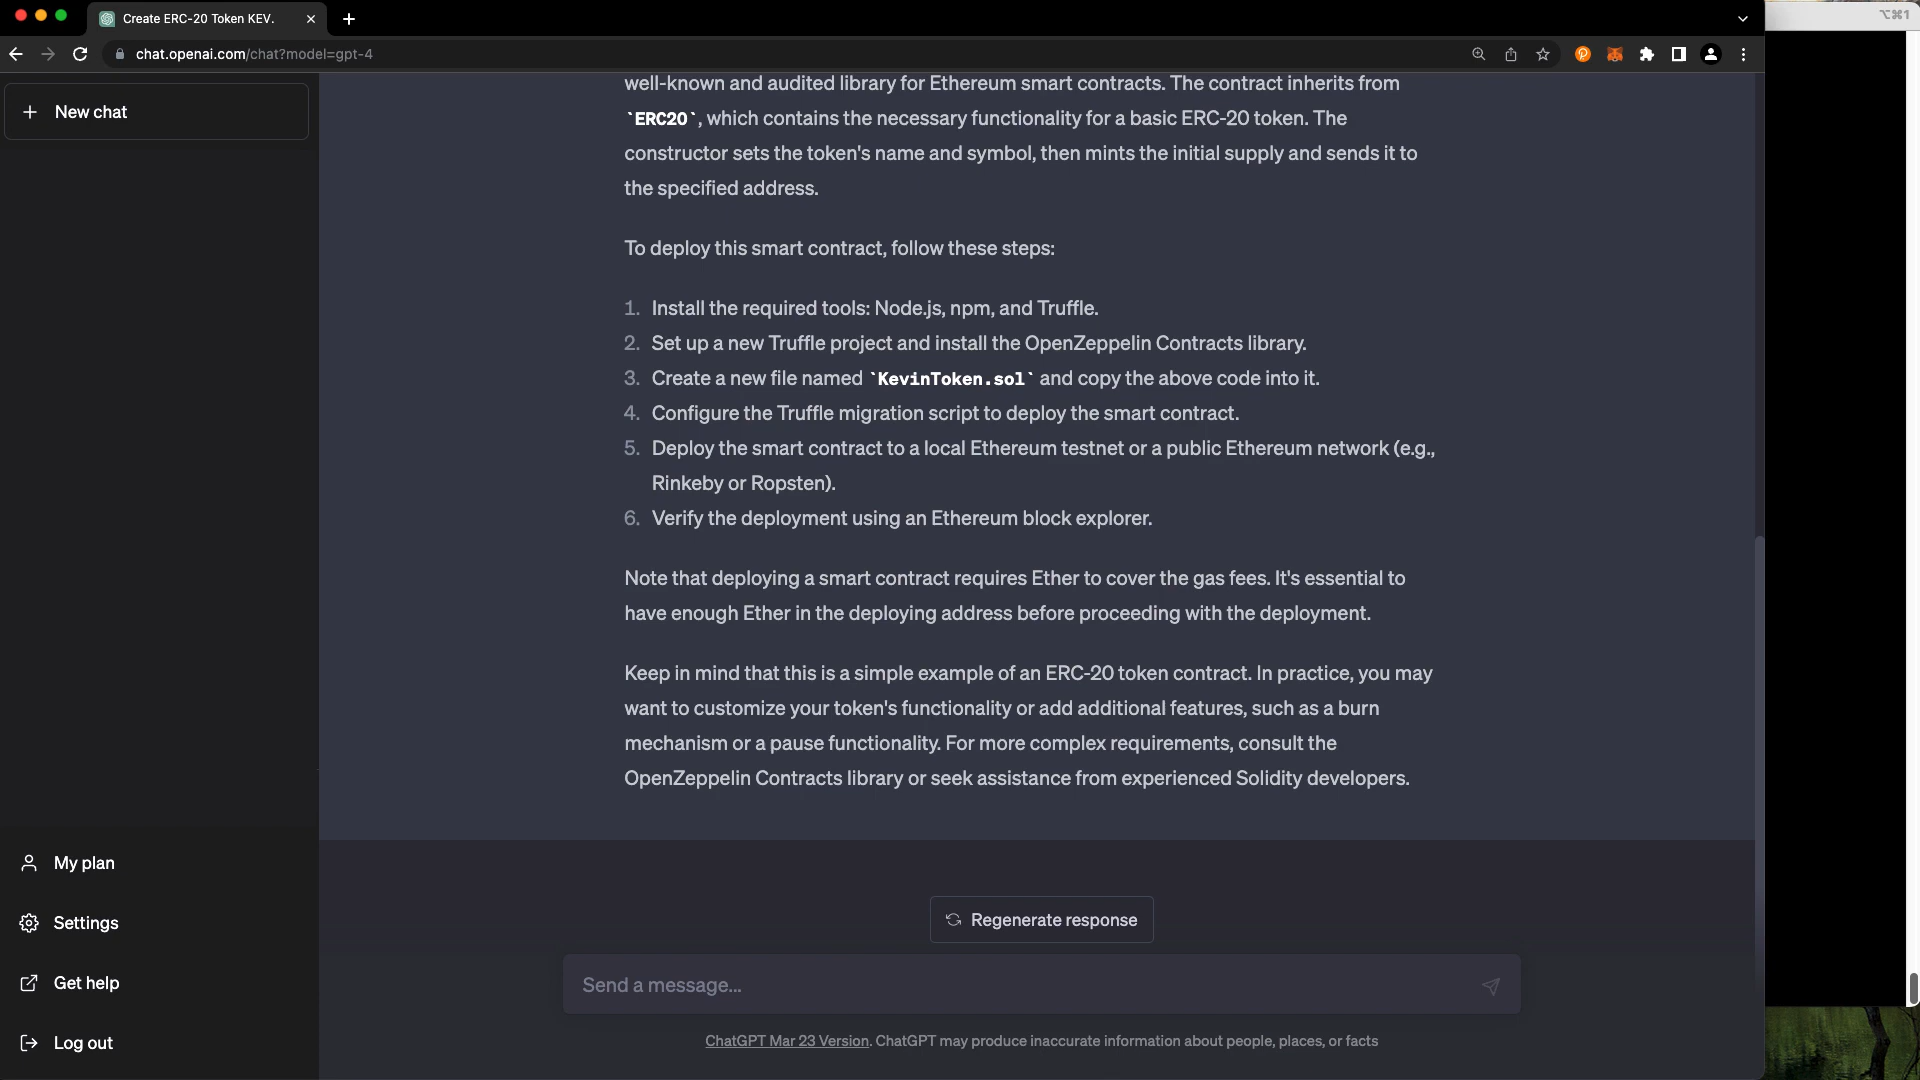 Create ERC-20 Token KEV.
⌥⌘1
chat.openai.com/chat?model=gpt-4
New chat
well-known and audited library for Ethereum smart contracts. The contract inherits from
`ERC20`, which contains the necessary functionality for a basic ERC-20 token. The
constructor sets the token's name and symbol, then mints the initial supply and sends it to
the specified address.
To deploy this smart contract, follow these steps:
1. Install the required tools: Node.js, npm, and Truffle.
2. Set up a new Truffle project and install the OpenZeppelin Contracts library.
3. Create a new file named `KevinToken.sol` and copy the above code into it.
4. Configure the Truffle migration script to deploy the smart contract.
5. Deploy the smart contract to a local Ethereum testnet or a public Ethereum network (e.g.,
Rinkeby or Ropsten).
6. Verify the deployment using an Ethereum block explorer.
Note that deploying a smart contract requires Ether to cover the gas fees. It's essential to
have enough Ether in the deploying address before proceeding with the deployment.
Keep in mind that this is a simple example of an ERC-20 token contract. In practice, you may
want to customize your token's functionality or add additional features, such as a burn
mechanism or a pause functionality. For more complex requirements, consult the
OpenZeppelin Contracts library or seek assistance from experienced Solidity developers.
My plan
Settings
Get help
Log out
Regenerate response
Send a message...
ChatGPT Mar 23 Version. ChatGPT may produce inaccurate information about people, places, or facts